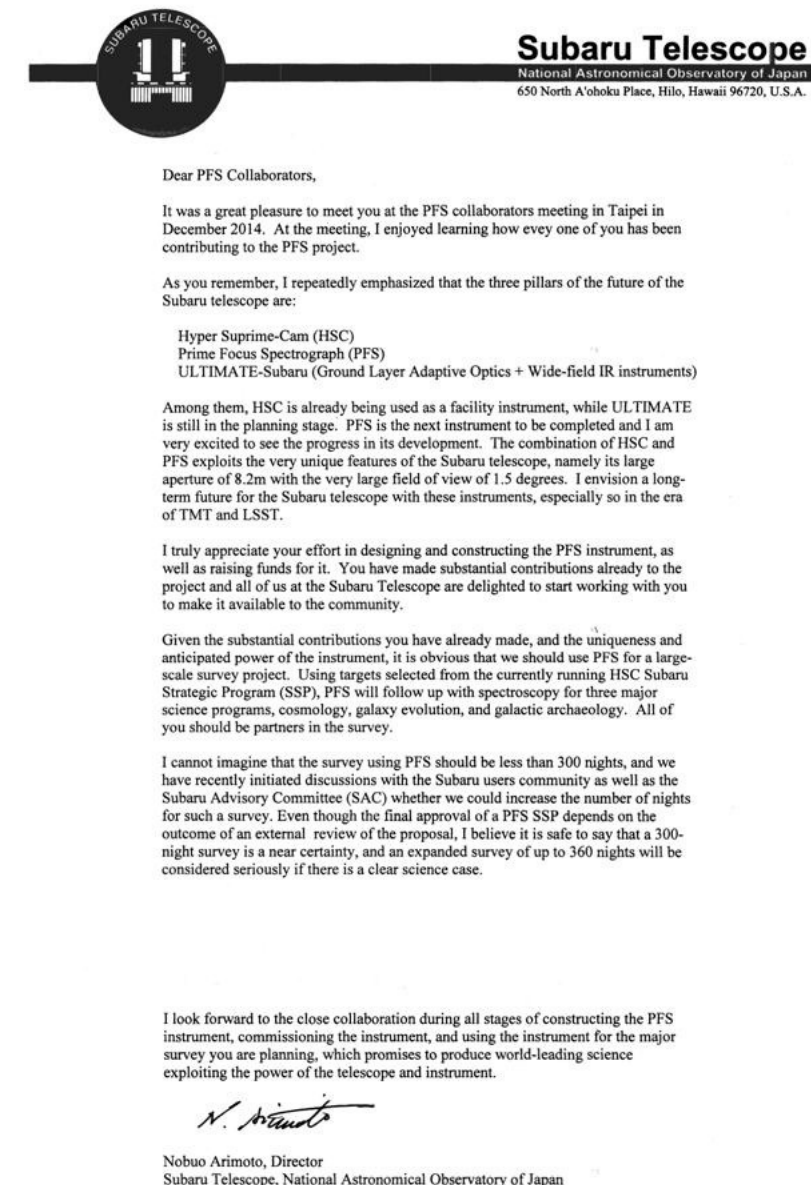 SUBARU TELESCOPE
Subaru Telescope
National Astronomical Observatory of Japan
650 North A'ohoku Place, Hilo, Hawaii 96720, U.S.A.
Dear PFS Collaborators,
It was a great pleasure to meet you at the PFS collaborators meeting in Taipei in
December 2014. At the meeting, I enjoyed learning how evey one of you has been
contributing to the PFS project.
As you remember, I repeatedly emphasized that the three pillars of the future of the
Subaru telescope are:
Hyper Suprime-Cam (HSC)
Prime Focus Spectrograph (PFS)
ULTIMATE-Subaru (Ground Layer Adaptive Optics + Wide-field IR instruments)
Among them, HSC is already being used as a facility instrument, while ULTIMATE
is still in the planning stage. PFS is the next instrument to be completed and I am
very excited to see the progress in its development. The combination of HSC and
PFS exploits the very unique features of the Subaru telescope, namely its large
aperture of 8.2m with the very large field of view of 1.5 degrees. I envision a long-
term future for the Subaru telescope with these instruments, especially so in the era
of TMT and LSST.
I truly appreciate your effort in designing and constructing the PFS instrument, as
well as raising funds for it. You have made substantial contributions already to the
project and all of us at the Subaru Telescope are delighted to start working with you
to make it available to the community.
Given the substantial contributions you have already made, and the uniqueness and
anticipated power of the instrument, it is obvious that we should use PFS for a large-
scale survey project. Using targets selected from the currently running HSC Subaru
Strategic Program (SSP), PFS will follow up with spectroscopy for three major
science programs, cosmology, galaxy evolution, and galactic archaeology. All of
you should be partners in the survey.
I cannot imagine that the survey using PFS should be less than 300 nights, and we
have recently initiated discussions with the Subaru users community as well as the
Subaru Advisory Committee (SAC) whether we could increase the number of nights
for such a survey. Even though the final approval of a PFS SSP depends on the
outcome of an external review of the proposal, I believe it is safe to say that a 300-
night survey is a near certainty, and an expanded survey of up to 360 nights will be
considered seriously if there is a clear science case.
I look forward to the close collaboration during all stages of constructing the PFS
instrument, commissioning the instrument, and using the instrument for the major
survey you are planning, which promises to produce world-leading science
exploiting the power of the telescope and instrument.
N. Arimoto
Nobuo Arimoto, Director
Subaru Telescope, National Astronomical Observatory of Japan